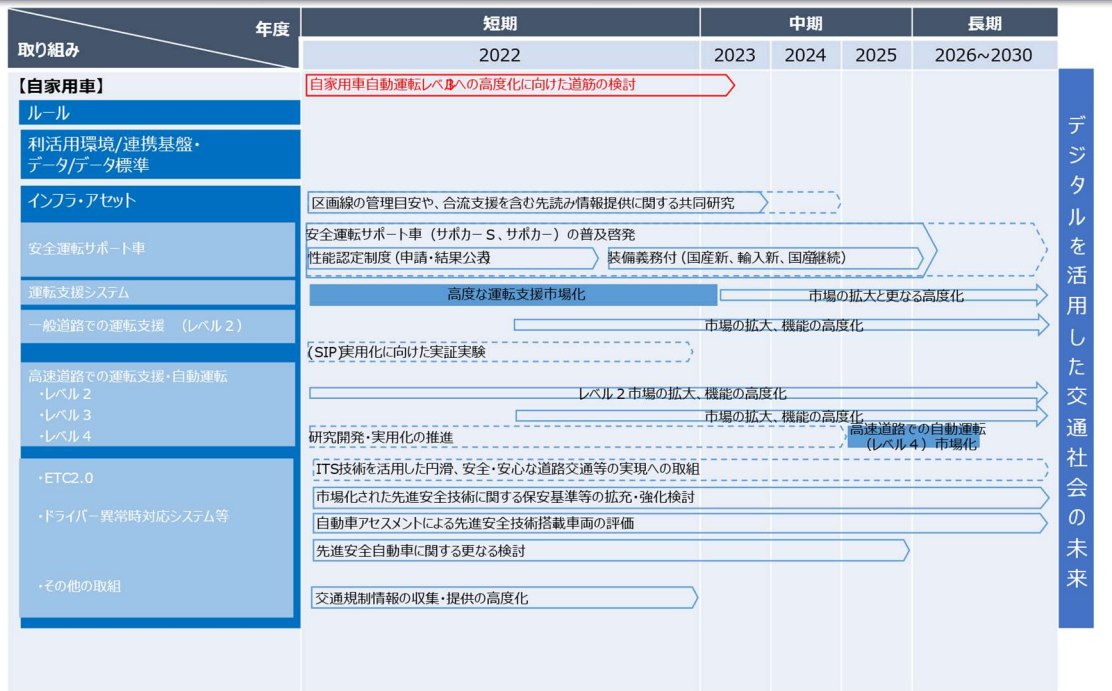 年度
取り組み
短期
中期
長期
2022
2023
2024
2025
2026~2030
【自家用車】
自家用車自動運転レベル3への高度化に向けた道筋の検討
ルール
利活用環境/連携基盤・
データ/データ標準
インフラ・アセット
区画線の管理目安や、合流支援を含む先読み情報提供に関する共同研究
安全運転サポート車
安全運転サポート車（サポカーS、サポカー）の普及啓発
性能認定制度(申請・結果公表)
装備義務付(国産新、輸入新、国産継続)
運転支援システム
高度な運転支援市場化
市場の拡大と更なる高度化
一般道路での運転支援 （レベル２）
市場の拡大、機能の高度化
(SIP)実用化に向けた実証実験
高速道路での運転支援・自動運転
・レベル２
レベル２市場の拡大、機能の高度化
・レベル３
市場の拡大、機能の高度化
・レベル４
研究開発・実用化の推進
高速道路での自動運転
（レベル４）市場化
ITS技術を活用した円滑、安全・安心な道路交通等の実現への取組
・ETC2.0
市場化された先進安全技術に関する保安基準等の拡充・強化検討
・ドライバー異常時対応システム等
自動車アセスメントによる先進安全技術搭載車両の評価
先進安全自動車に関する更なる検討
・その他の取組
交通規制情報の収集・提供の高度化
デジタルを活用した交通社会の未来